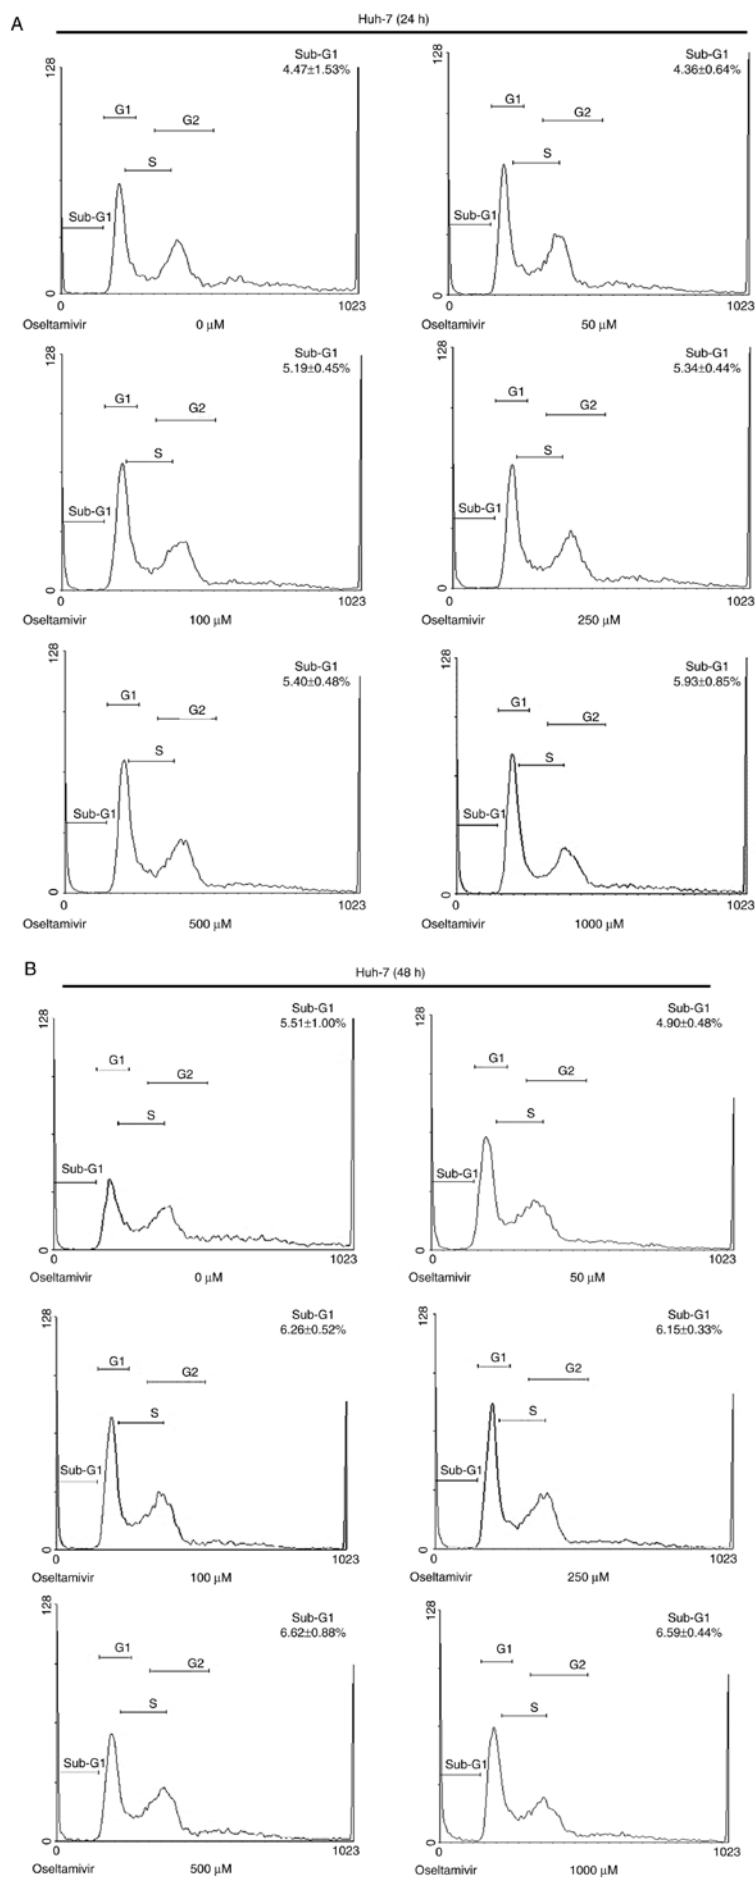 A
Huh-7 (24 h)
128
Sub-G1
4.47±1.53%
G1
G2
S
Sub-G1
0
0
1023
Oseltamivir
0 µM
128
Sub-G1
4.36±0.64%
G1
G2
S
Sub-G1
0
0
1023
Oseltamivir
50 µM
128
Sub-G1
5.19±0.45%
G1
G2
S
Sub-G1
0
0
1023
Oseltamivir
100 µM
128
Sub-G1
5.34±0.44%
G1
G2
S
Sub-G1
0
0
1023
Oseltamivir
250 µM
128
Sub-G1
5.40±0.48%
G1
G2
S
Sub-G1
0
0
1023
Oseltamivir
500 µM
128
Sub-G1
5.93±0.85%
G1
G2
S
Sub-G1
0
0
1023
Oseltamivir
1000 µM
B
Huh-7 (48 h)
128
Sub-G1
5.51±1.00%
G1
G2
S
Sub-G1
0
0
1023
Oseltamivir
0 µM
128
Sub-G1
4.90±0.48%
G1
G2
S
Sub-G1
0
0
1023
Oseltamivir
50 µM
128
Sub-G1
6.26±0.52%
G1
G2
S
Sub-G1
0
0
1023
Oseltamivir
100 µM
128
Sub-G1
6.15±0.33%
G1
G2
S
Sub-G1
0
0
1023
Oseltamivir
250 µM
128
Sub-G1
6.62±0.88%
G1
G2
S
Sub-G1
0
0
1023
Oseltamivir
500 µM
128
Sub-G1
6.59±0.44%
G1
G2
S
Sub-G1
0
0
1023
Oseltamivir
1000 µM